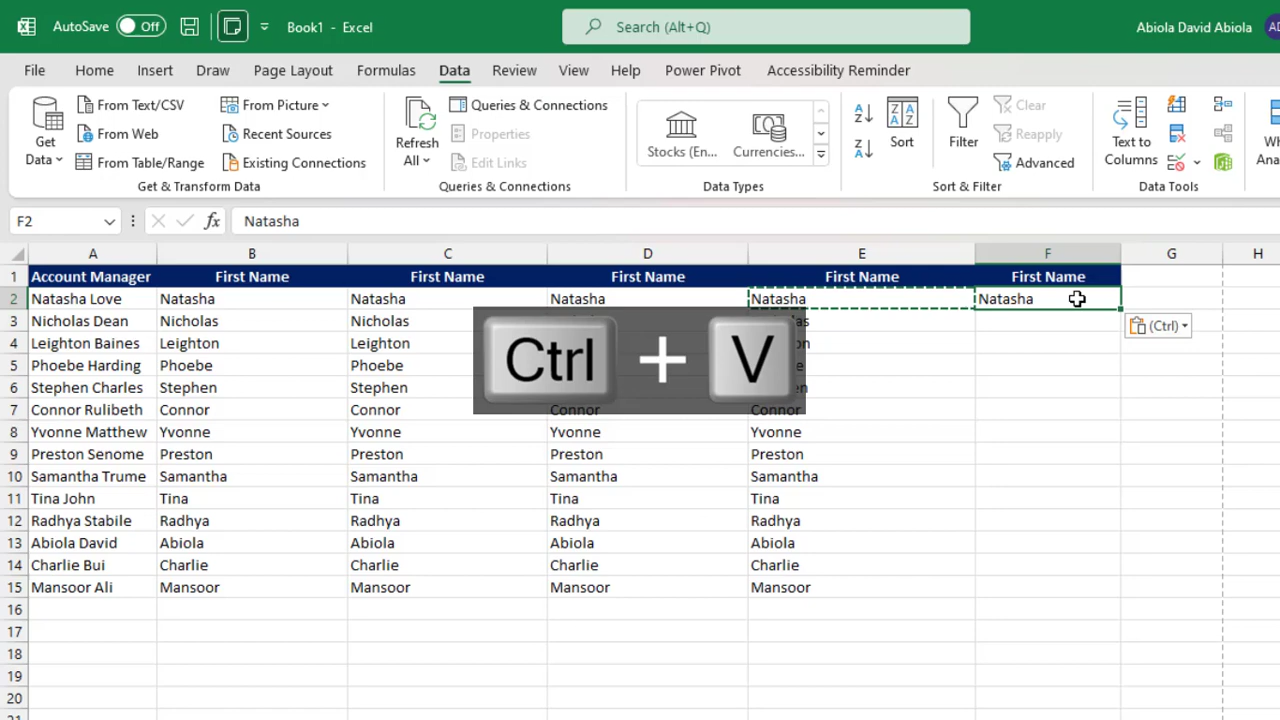 AutoSave Off Book1 - Excel Search (Alt+Q) Abiola David Abiola
File Home Insert Draw Page Layout Formulas Data Review View Help Power Pivot Accessibility Reminder
Get Data
From Text/CSV
From Web
From Table/Range
From Picture
Recent Sources
Existing Connections
Get & Transform Data
Refresh All
Queries & Connections
Properties
Edit Links
Queries & Connections
Stocks (En... Currencies...
Data Types
Sort
Filter
Clear
Reapply
Advanced
Sort & Filter
Text to Columns
Data Tools
F2 fx Natasha
A B C D E F G H
1 Account Manager First Name First Name First Name First Name First Name
2 Natasha Love Natasha Natasha Natasha Natasha Natasha
3 Nicholas Dean Nicholas Nicholas
4 Leighton Baines Leighton Leighton
5 Phoebe Harding Phoebe Phoebe
6 Stephen Charles Stephen Stephen
7 Connor Rulibeth Connor Connor Connor Connor
8 Yvonne Matthew Yvonne Yvonne Yvonne Yvonne
9 Preston Senome Preston Preston Preston Preston
10 Samantha Trume Samantha Samantha Samantha Samantha
11 Tina John Tina Tina Tina Tina
12 Radhya Stabile Radhya Radhya Radhya Radhya
13 Abiola David Abiola Abiola Abiola Abiola
14 Charlie Bui Charlie Charlie Charlie Charlie
15 Mansoor Ali Mansoor Mansoor Mansoor Mansoor
16
17
18
19
20
(Ctrl)
Ctrl + V